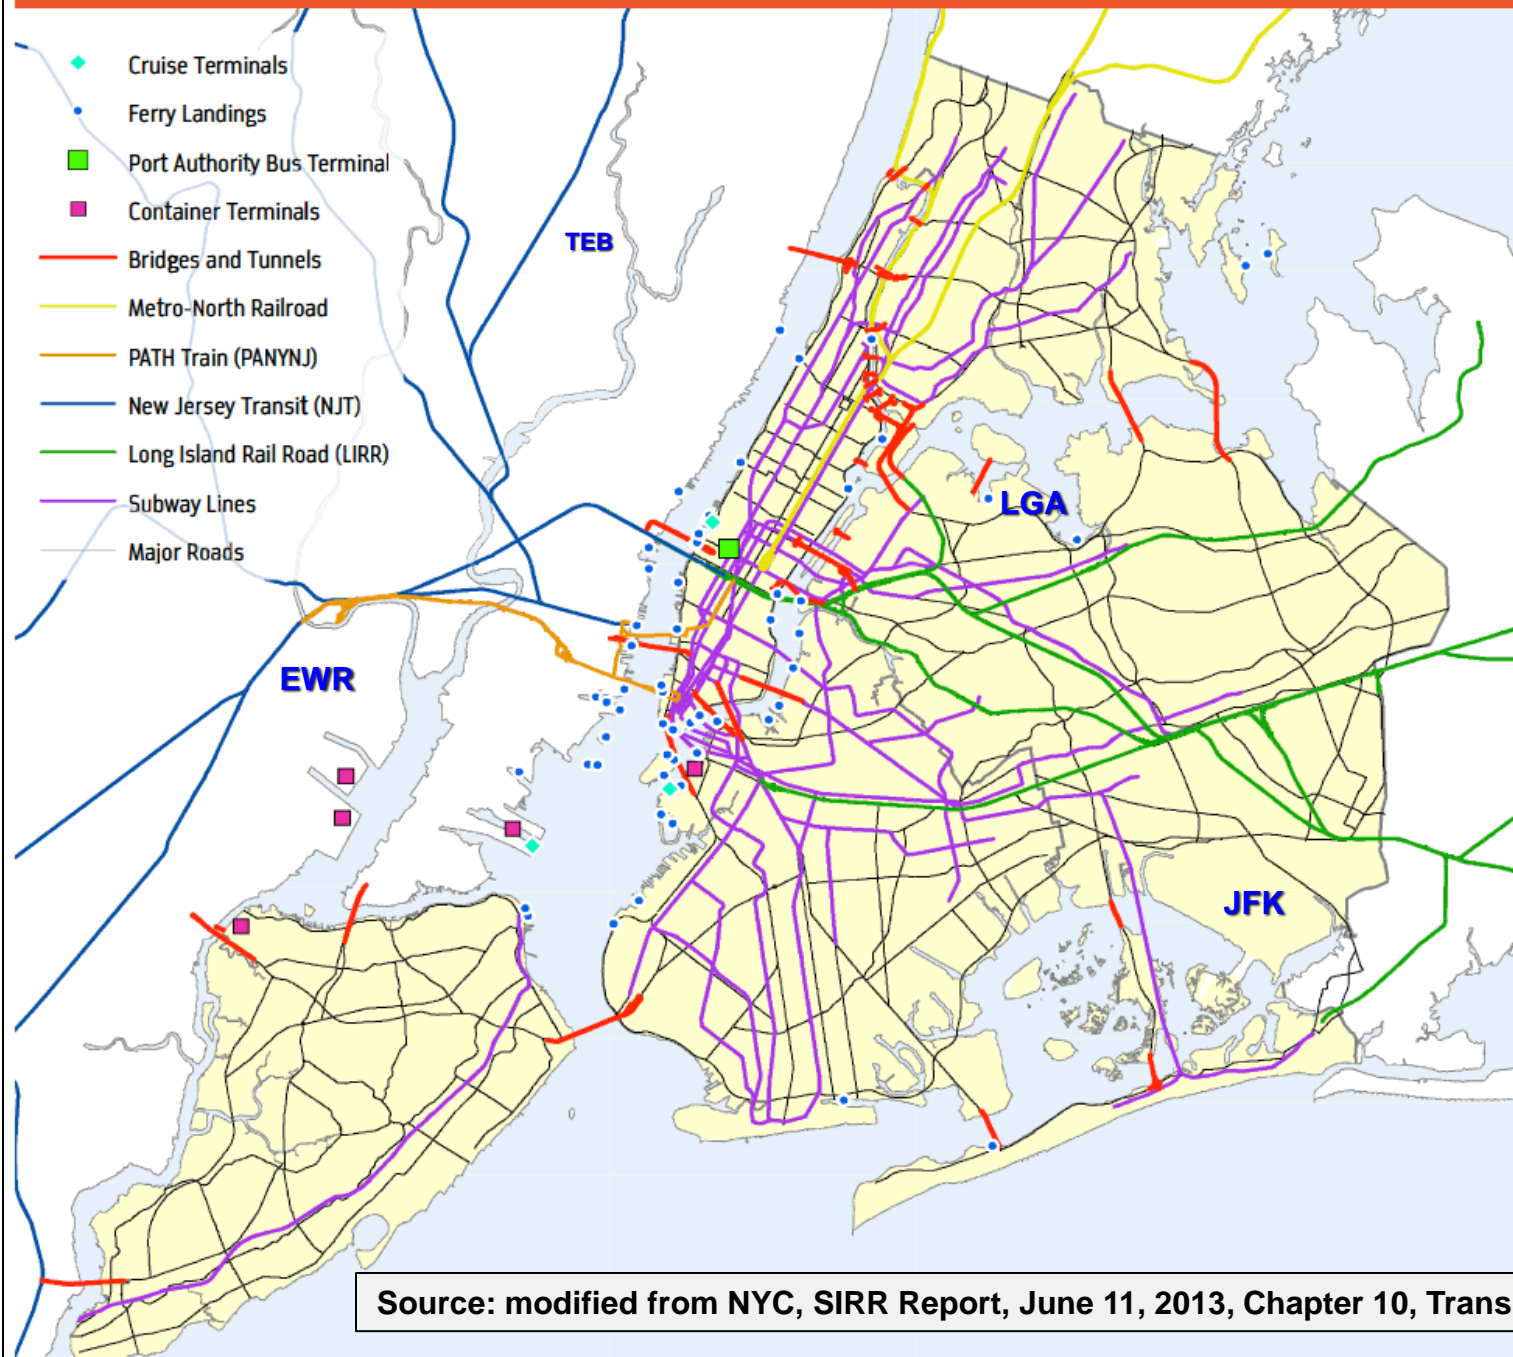 Cruise Terminals
Ferry Landings
Port Authority Bus Terminal
Container Terminals
Bridges and Tunnels
Metro-North Railroad
PATH Train (PANYNJ)
New Jersey Transit (NJT)
Long Island Rail Road (LIRR)
Subway Lines
Major Roads
TEB
LGA
EWR
JFK
Source: modified from NYC, SIRR Report, June 11, 2013, Chapter 10, Trans